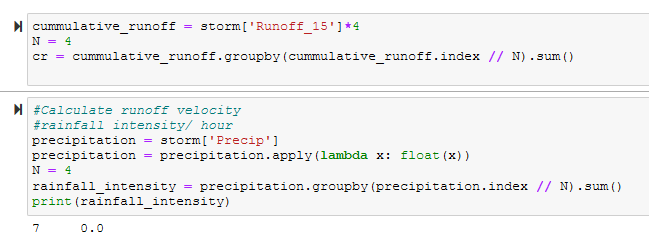 cummulative_runoff = storm['Runoff_15']*4
N = 4
cr = cummulative_runoff.groupby(cummulative_runoff.index // N).sum()
#Calculate runoff velocity
#rainfall intensity/ hour
precipitation = storm['Precip']
precipitation = precipitation.apply(lambda x: float(x))
N = 4
rainfall_intensity = precipitation.groupby(precipitation.index // N).sum()
print(rainfall_intensity)
7     0.0